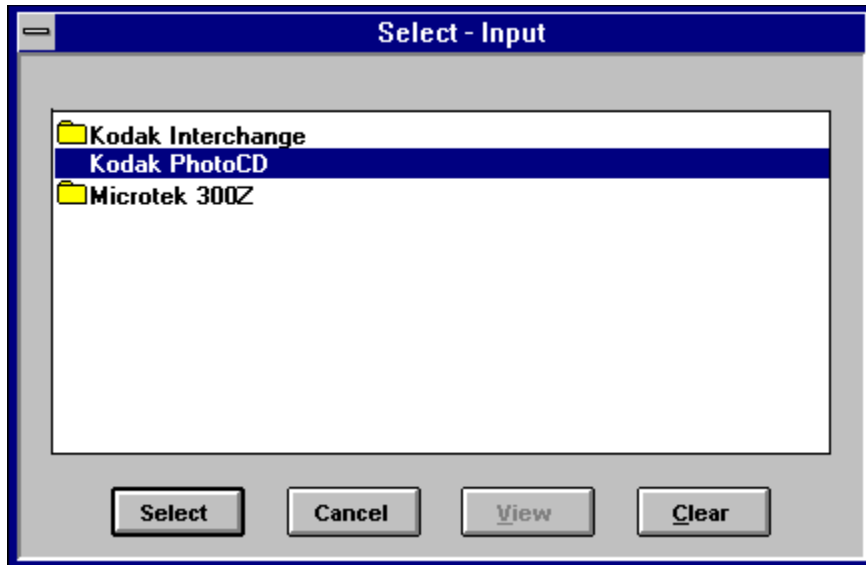 Select - Input
Kodak Interchange
Kodak PhotoCD
Microtek 300Z
Select Cancel View Clear